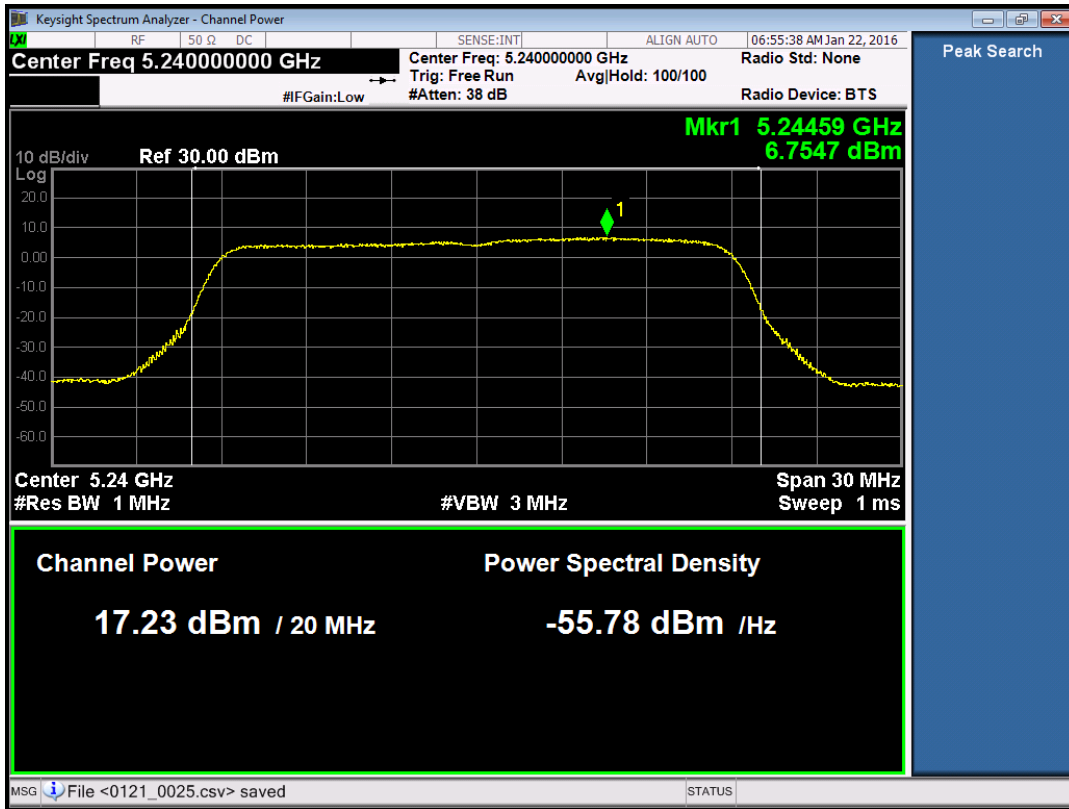 Keysight Spectrum Analyzer - Channel Power
LXI RF 50 Ω DC SENSE:INT ALIGN AUTO 06:55:38 AM Jan 22, 2016
Center Freq 5.240000000 GHz
Center Freq: 5.240000000 GHz Radio Std: None
Trig: Free Run Avg|Hold: 100/100
#IFGain:Low #Atten: 38 dB Radio Device: BTS
Peak Search
Mkr1 5.24459 GHz
6.7547 dBm
10 dB/div Ref 30.00 dBm
Log
20.0
1
10.0
0.00
-10.0
-20.0
-30.0
-40.0
-50.0
-60.0
Center 5.24 GHz Span 30 MHz
#Res BW 1 MHz #VBW 3 MHz Sweep 1 ms
Channel Power Power Spectral Density
17.23 dBm / 20 MHz -55.78 dBm /Hz
MSG File <0121_0025.csv> saved STATUS